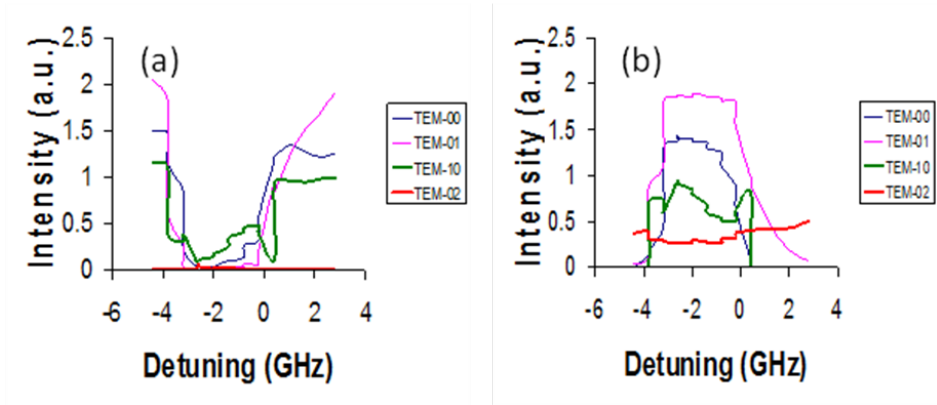 (a)
Intensity (a.u.)
2.5
2
1.5
1
0.5
0
-6 -4 -2 0 2 4
Detuning (GHz)
TEM-00
TEM-01
TEM-10
TEM-02
(b)
Intensity (a.u.)
2.5
2
1.5
1
0.5
0
-6 -4 -2 0 2 4
Detuning (GHz)
TEM-00
TEM-01
TEM-10
TEM-02